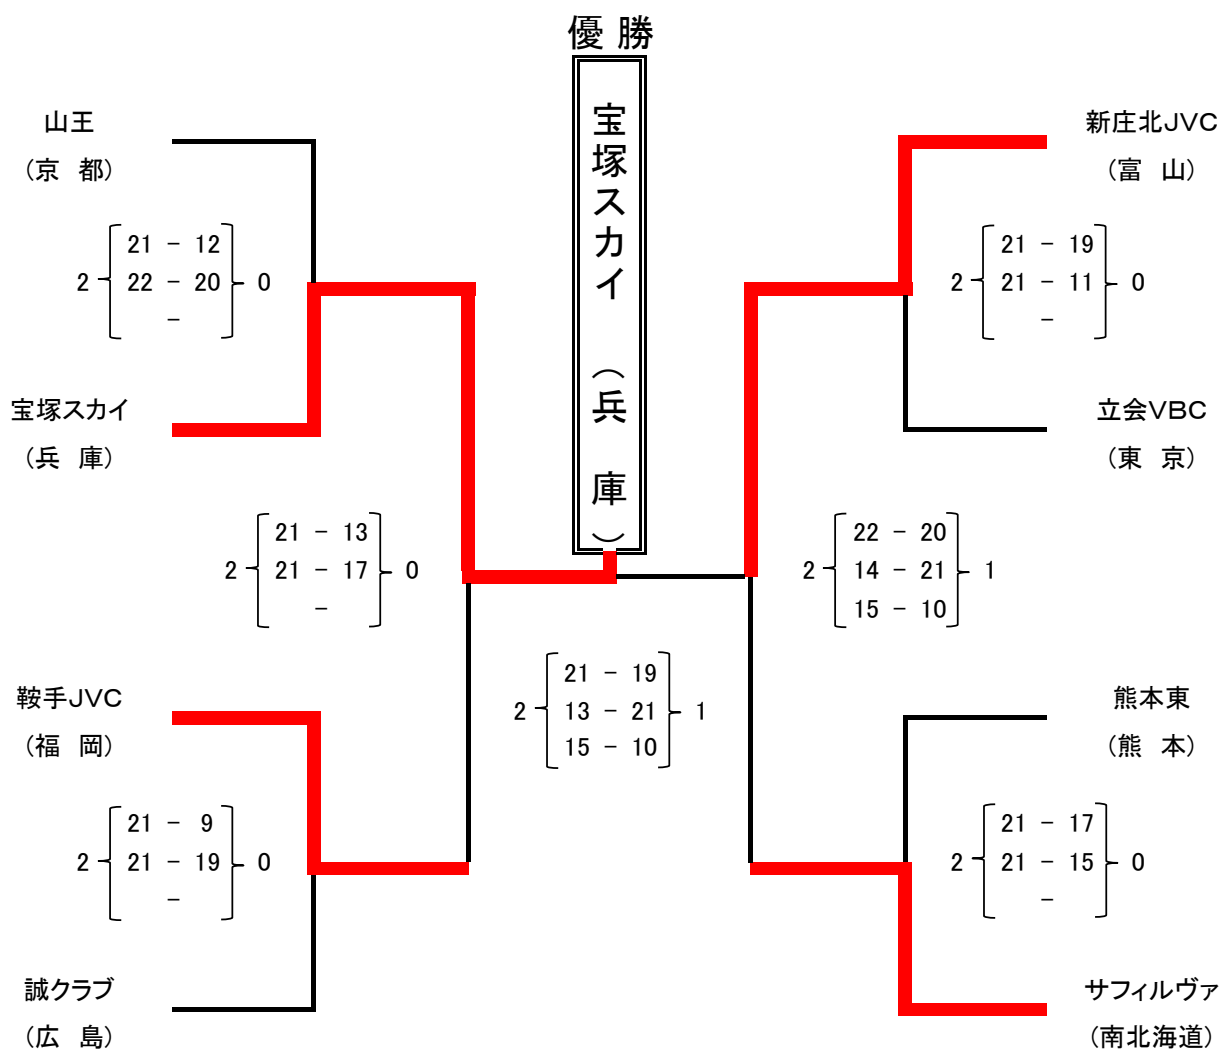 優 勝
宝塚スカイ （兵 庫）
山王
（京 都）
2 21 － 12 0
22 － 20
－
宝塚スカイ
（兵 庫）
2 21 － 13 0
21 － 17
－
鞍手JVC
（福 岡）
2 21 － 9 0
21 － 19
－
誠クラブ
（広 島）
2 21 － 19 1
13 － 21
15 － 10
新庄北JVC
（富 山）
2 21 － 19 0
21 － 11
－
立会VBC
（東 京）
2 22 － 20 1
14 － 21
15 － 10
熊本東
（熊 本）
2 21 － 17 0
21 － 15
－
サフィルヴァ
（南北海道）